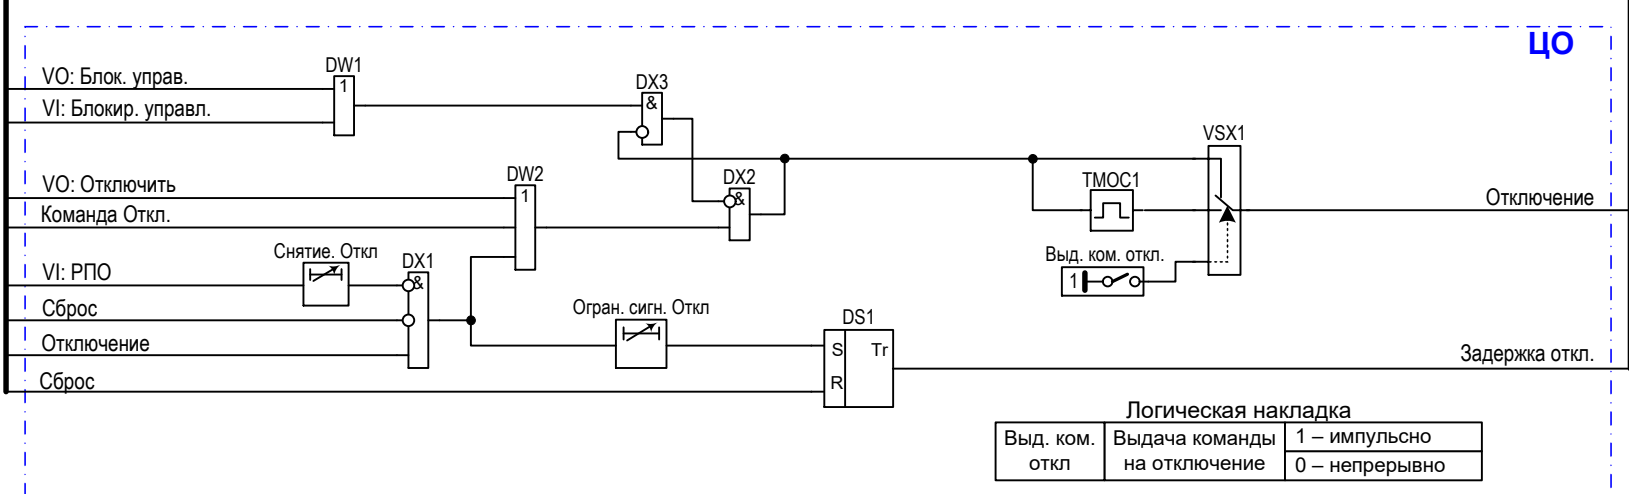 ЦО
DW1
VO: Блок. управ.
1
VI: Блокир. управл.
DX3
&
VSX1
VO: Отключить
DW2
1
DX2
&
TMOC1
Отключение
Команда Откл.
Снятие. Откл
DX1
&
Выд. ком. откл.
1
VI: РПО
Сброс
Огран. сигн. Откл
DS1
Отключение
S
Tr
Задержка откл.
Сброс
R
Логическая накладка
Выд. ком. откл
Выдача команды на отключение
1 – импульсно
0 – непрерывно